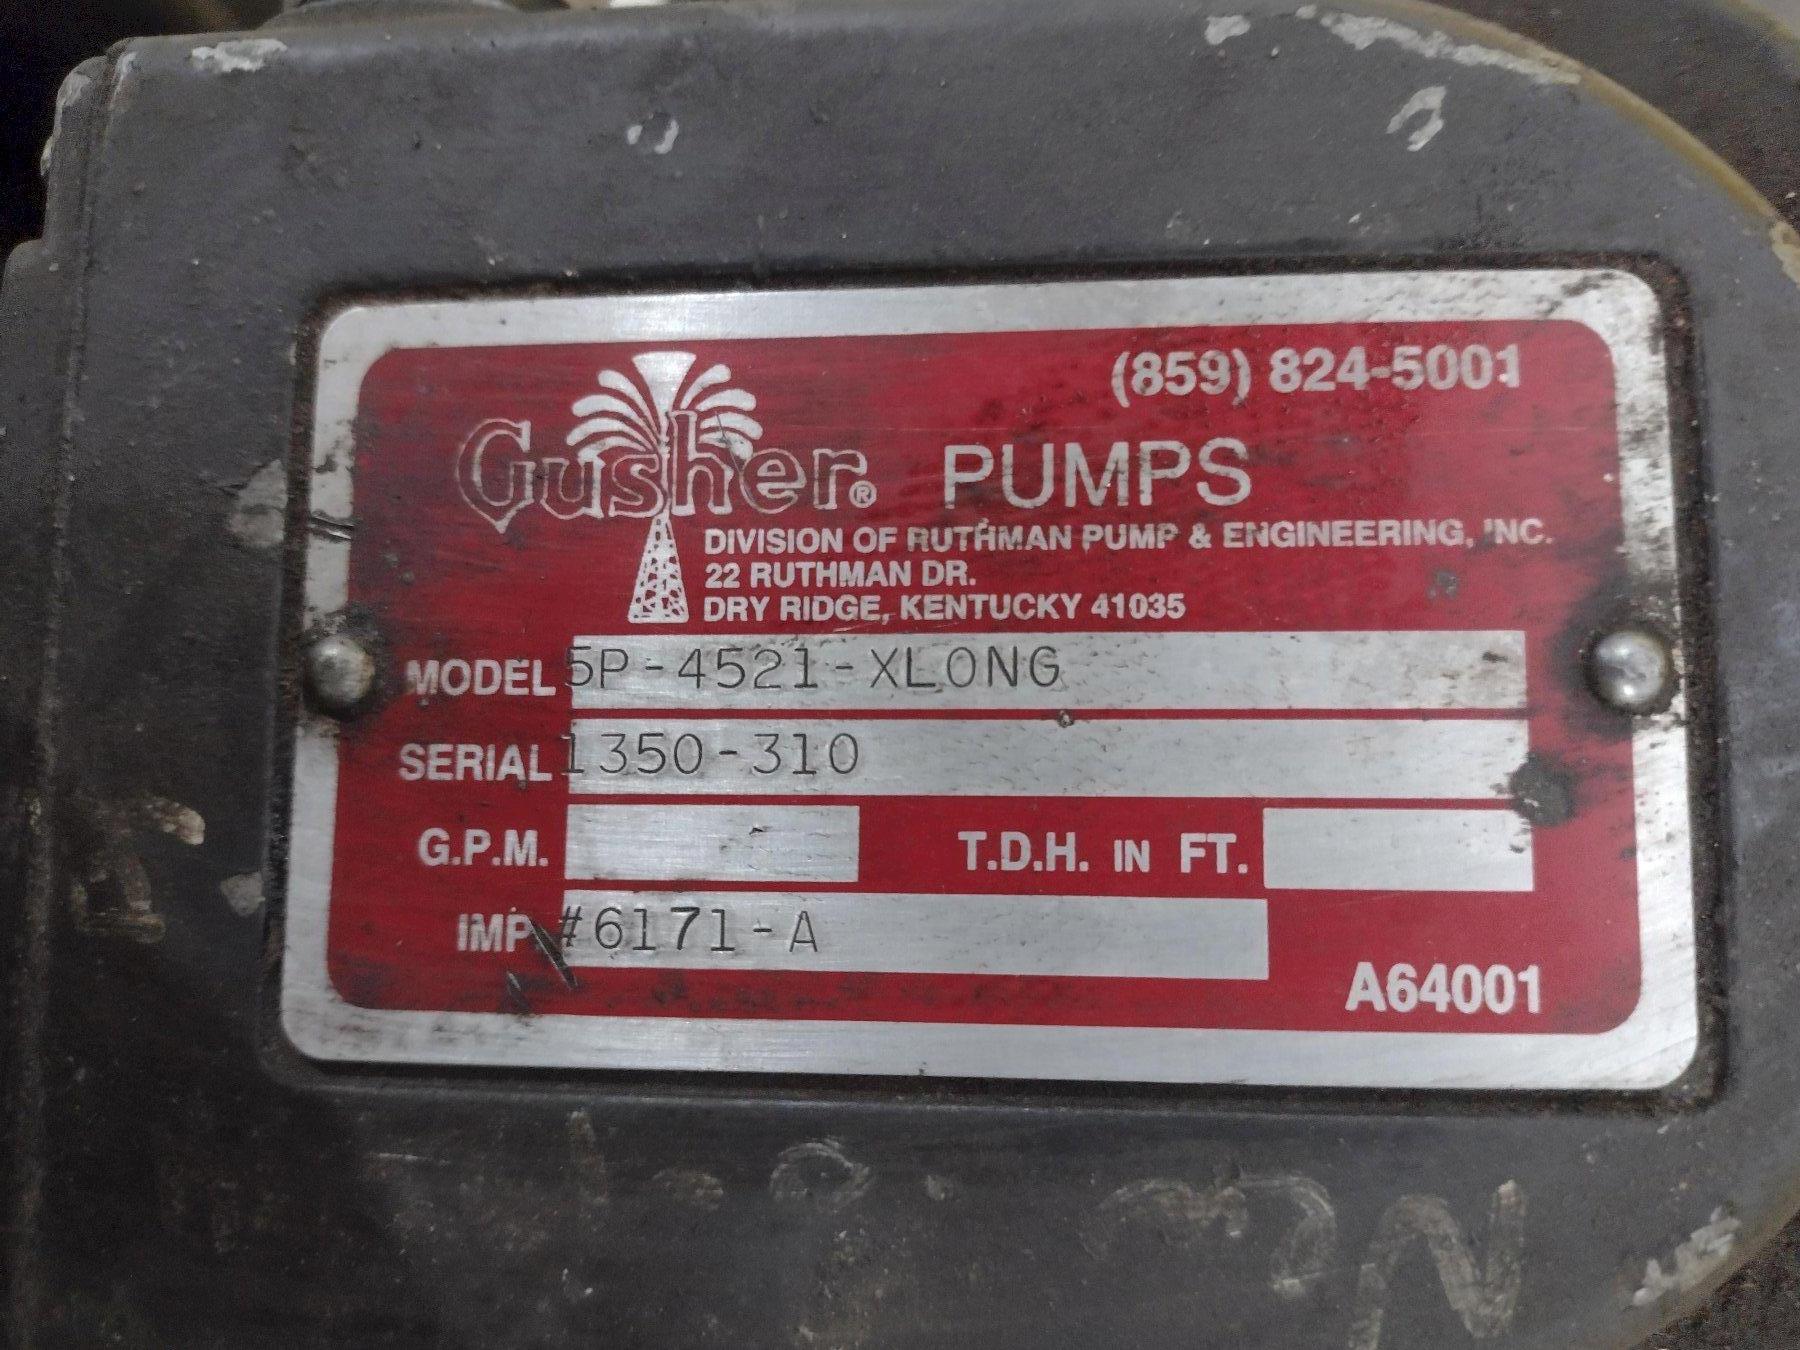 (859) 824-5001
Gusher® PUMPS
DIVISION OF RUTHMAN PUMP & ENGINEERING, INC.
22 RUTHMAN DR.
DRY RIDGE, KENTUCKY 41035
MODEL 5P-4521-XLONG
SERIAL 1350-310
G.P.M. T.D.H. IN FT.
IMP. #6171-A
A64001